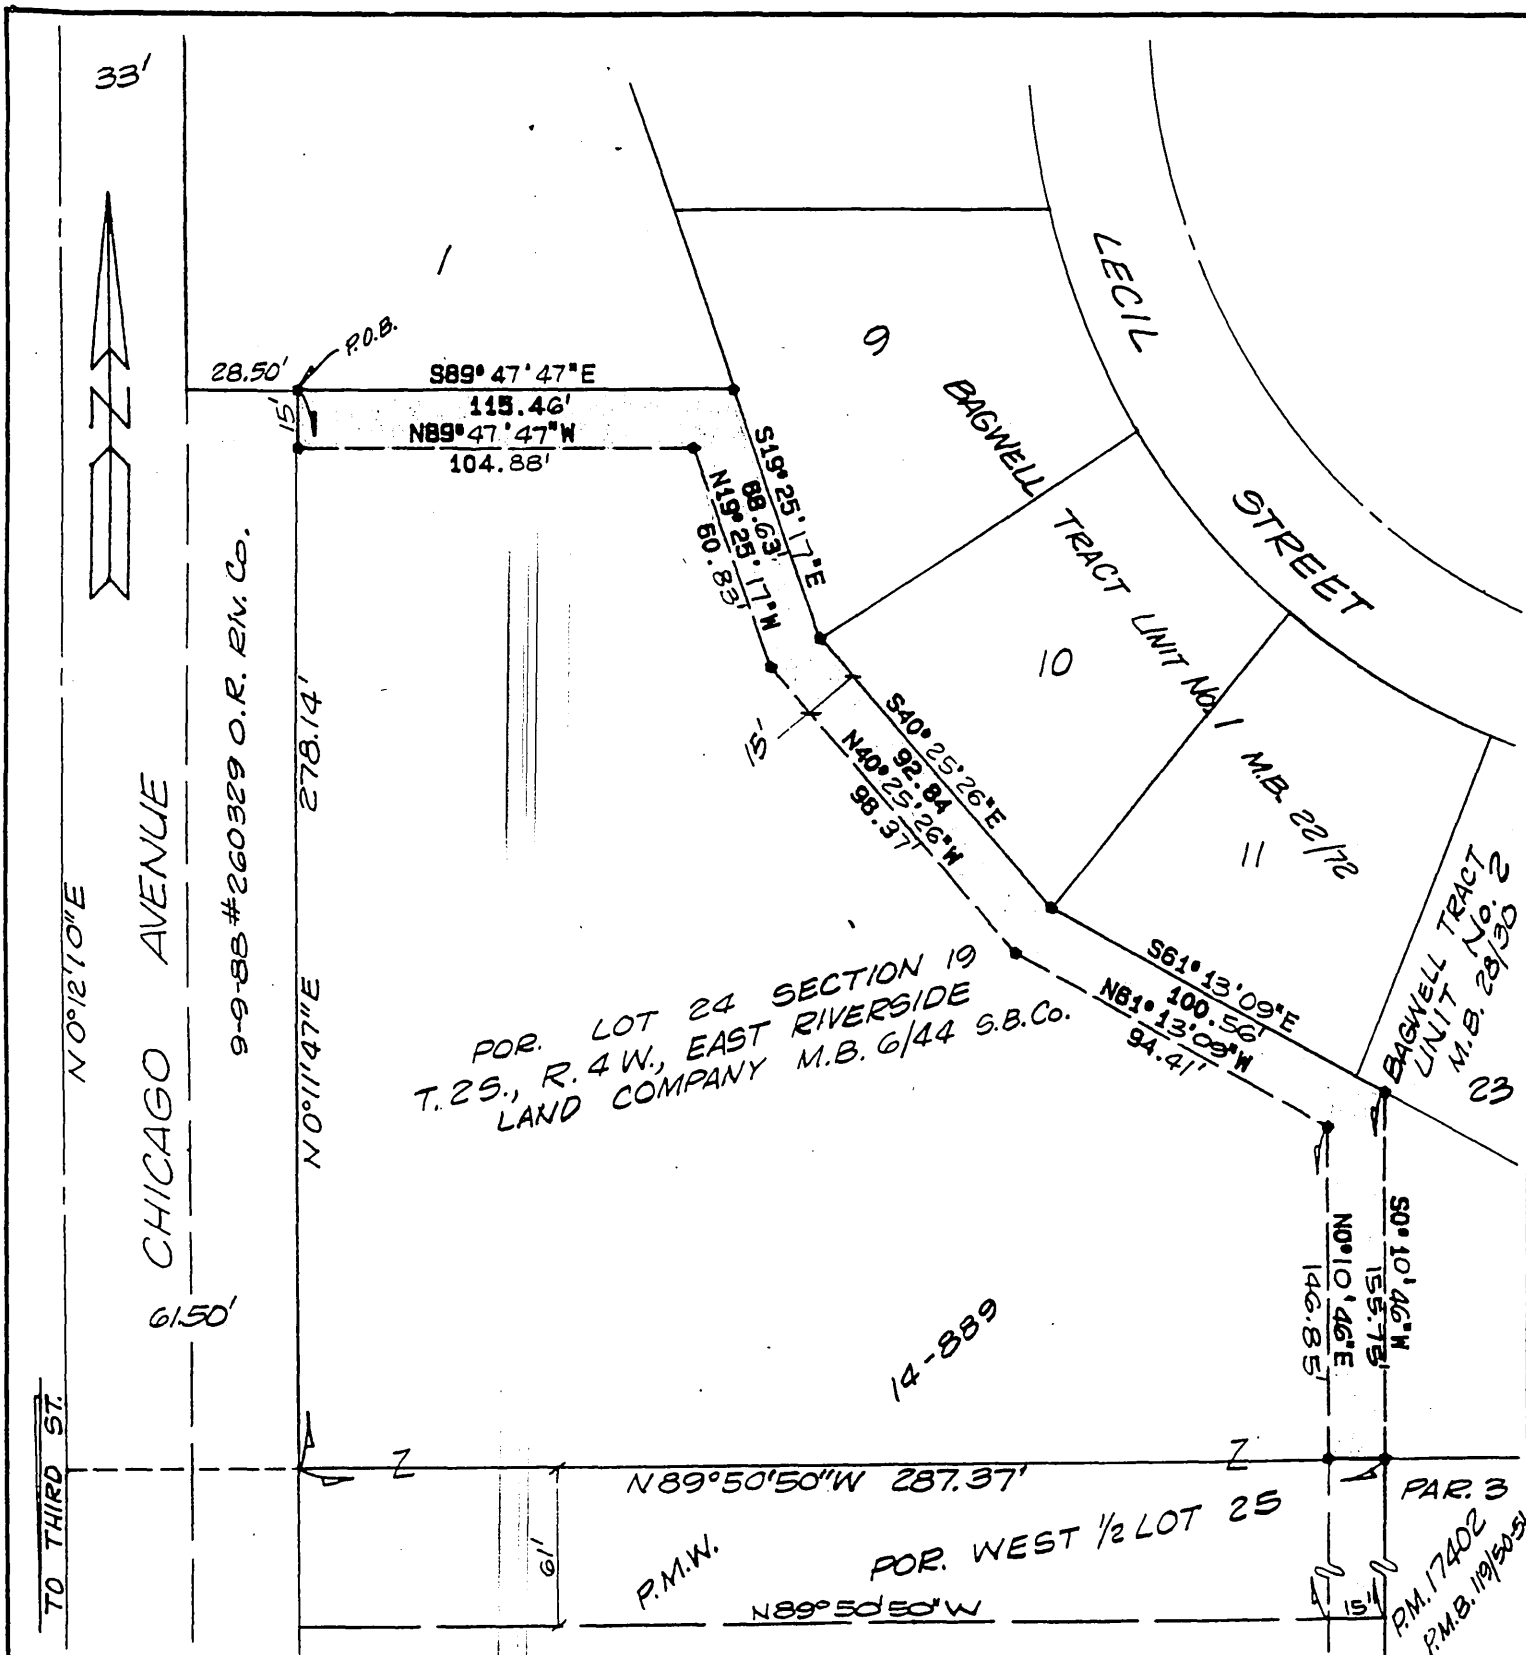 33'
1
P.O.B.
28.50'
15'
S89°47'47"E
115.46'
N89°47'47"W
104.88'
S19°25'17"E
68.63'
N19°25'17"W
60.83'
9
LECIL
STREET
BAGWELL TRACT UNIT NO. 1 M.B. 22/72
10
11
15'
S40°25'26"E
92.84
N40°25'26"W
98.37'
S61°13'09"E
100.56'
N61°13'09"W
94.41'
BAGWELL TRACT
UNIT No. 2
M.B. 28/30
23
9-9-88 #260329 O.R. Riv. Co.
278.14'
N0°11'47"E
N0°12'10"E
CHICAGO AVENUE
61.50'
POR. LOT 24 SECTION 19
T.2S., R.4W., EAST RIVERSIDE
LAND COMPANY M.B. 6/44 S.B.Co.
S0°10'46"W
155.75'
N0°10'46"E
146.85'
14-889
TO THIRD ST.
Z
Z
N89°50'50"W 287.37'
61'
P.M.W.
POR. WEST 1/2 LOT 25
N89°50'50"W
15'
PAR. 3
P.M. 17402
P.M.B. 119/50-51